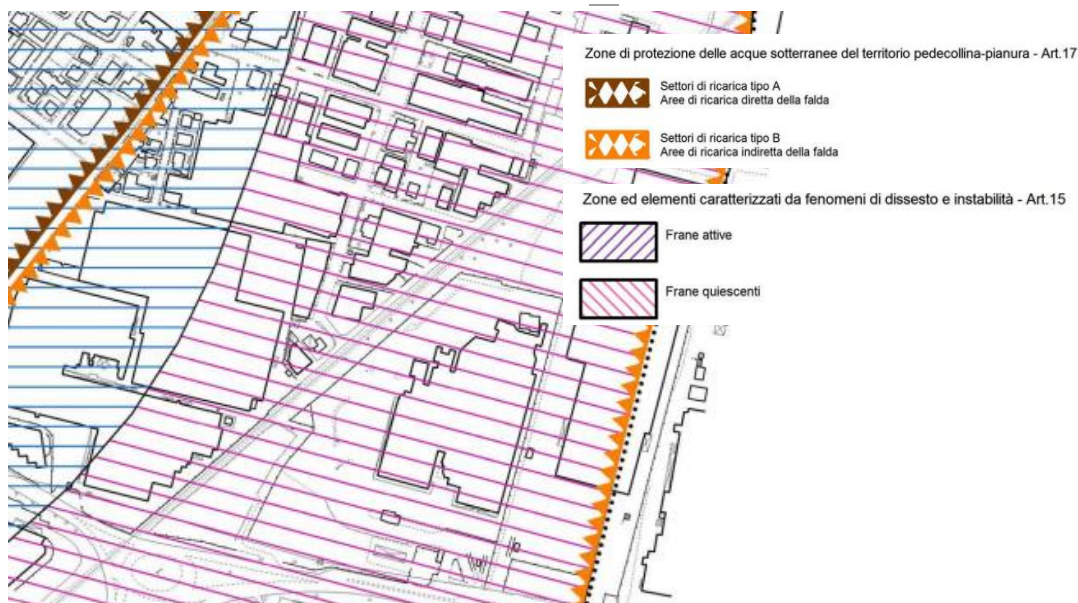 Zone di protezione delle acque sotterranee del territorio pedecollina-pianura - Art.17
Settori di ricarica tipo A
Aree di ricarica diretta della falda
Settori di ricarica tipo B
Aree di ricarica indiretta della falda
Zone ed elementi caratterizzati da fenomeni di dissesto e instabilità - Art.15
Frane attive
Frane quiescenti